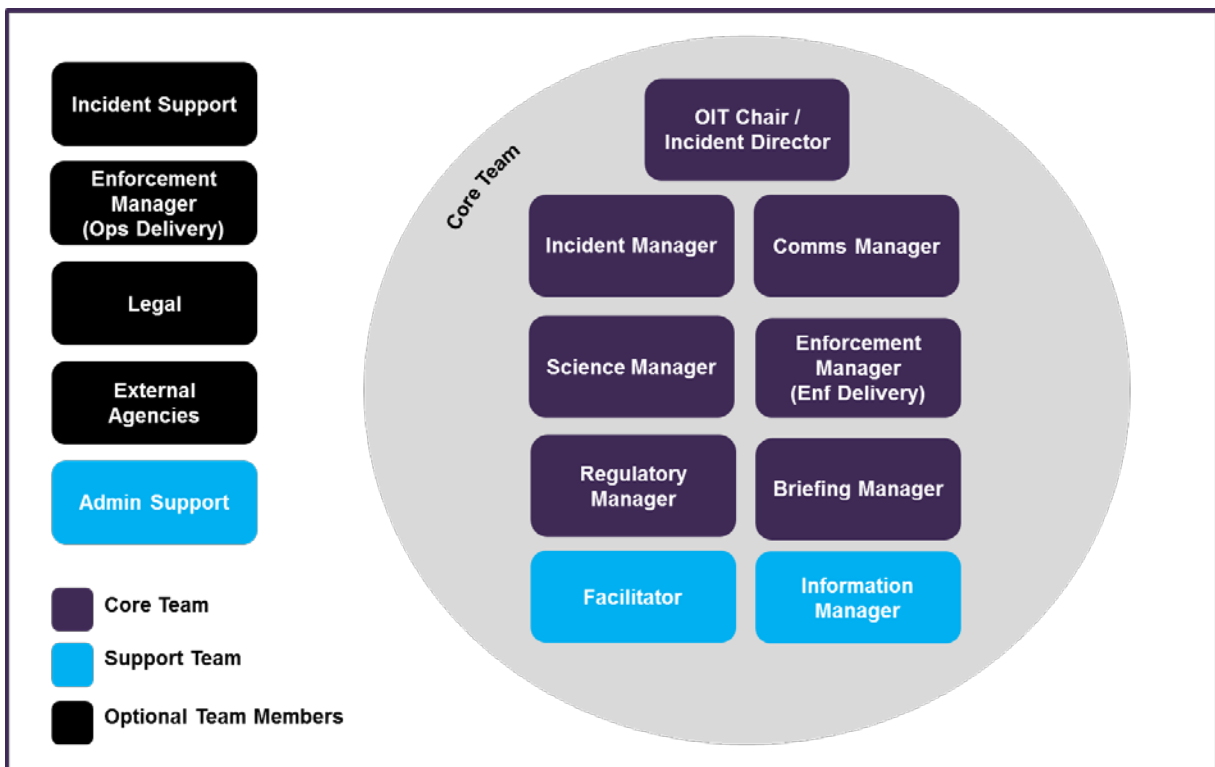 Incident Support
Enforcement
Manager
(Ops Delivery)
Legal
External
Agencies
Admin Support
Core Team
Support Team
Optional Team Members
Core Team
OIT Chair /
Incident Director
Incident Manager
Comms Manager
Science Manager
Enforcement
Manager
(Enf Delivery)
Regulatory
Manager
Briefing Manager
Facilitator
Information
Manager